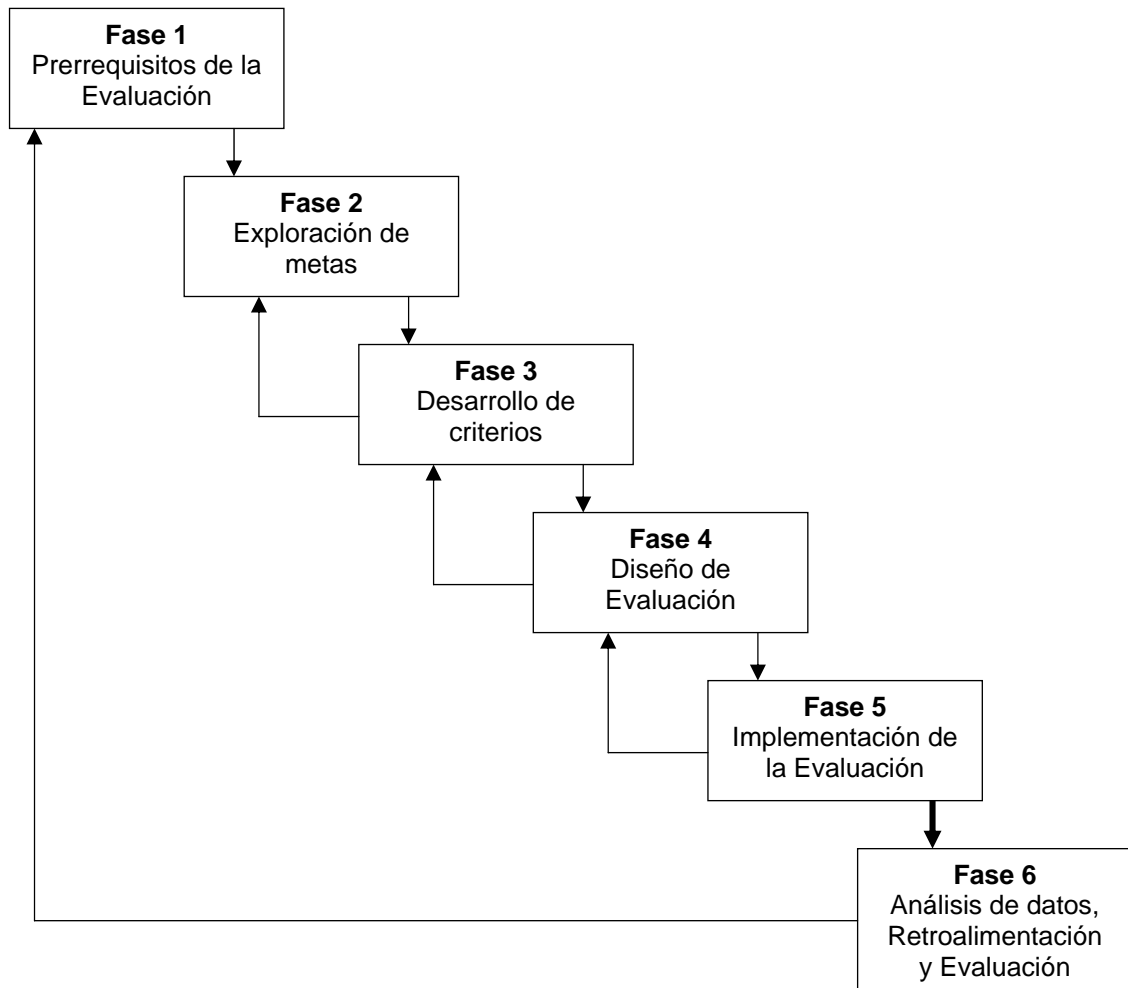 Fase 1
Prerrequisitos de la
Evaluación
Fase 2
Exploración de
metas
Fase 3
Desarrollo de
criterios
Fase 4
Diseño de
Evaluación
Fase 5
Implementación de
la Evaluación
Fase 6
Análisis de datos,
Retroalimentación
y Evaluación